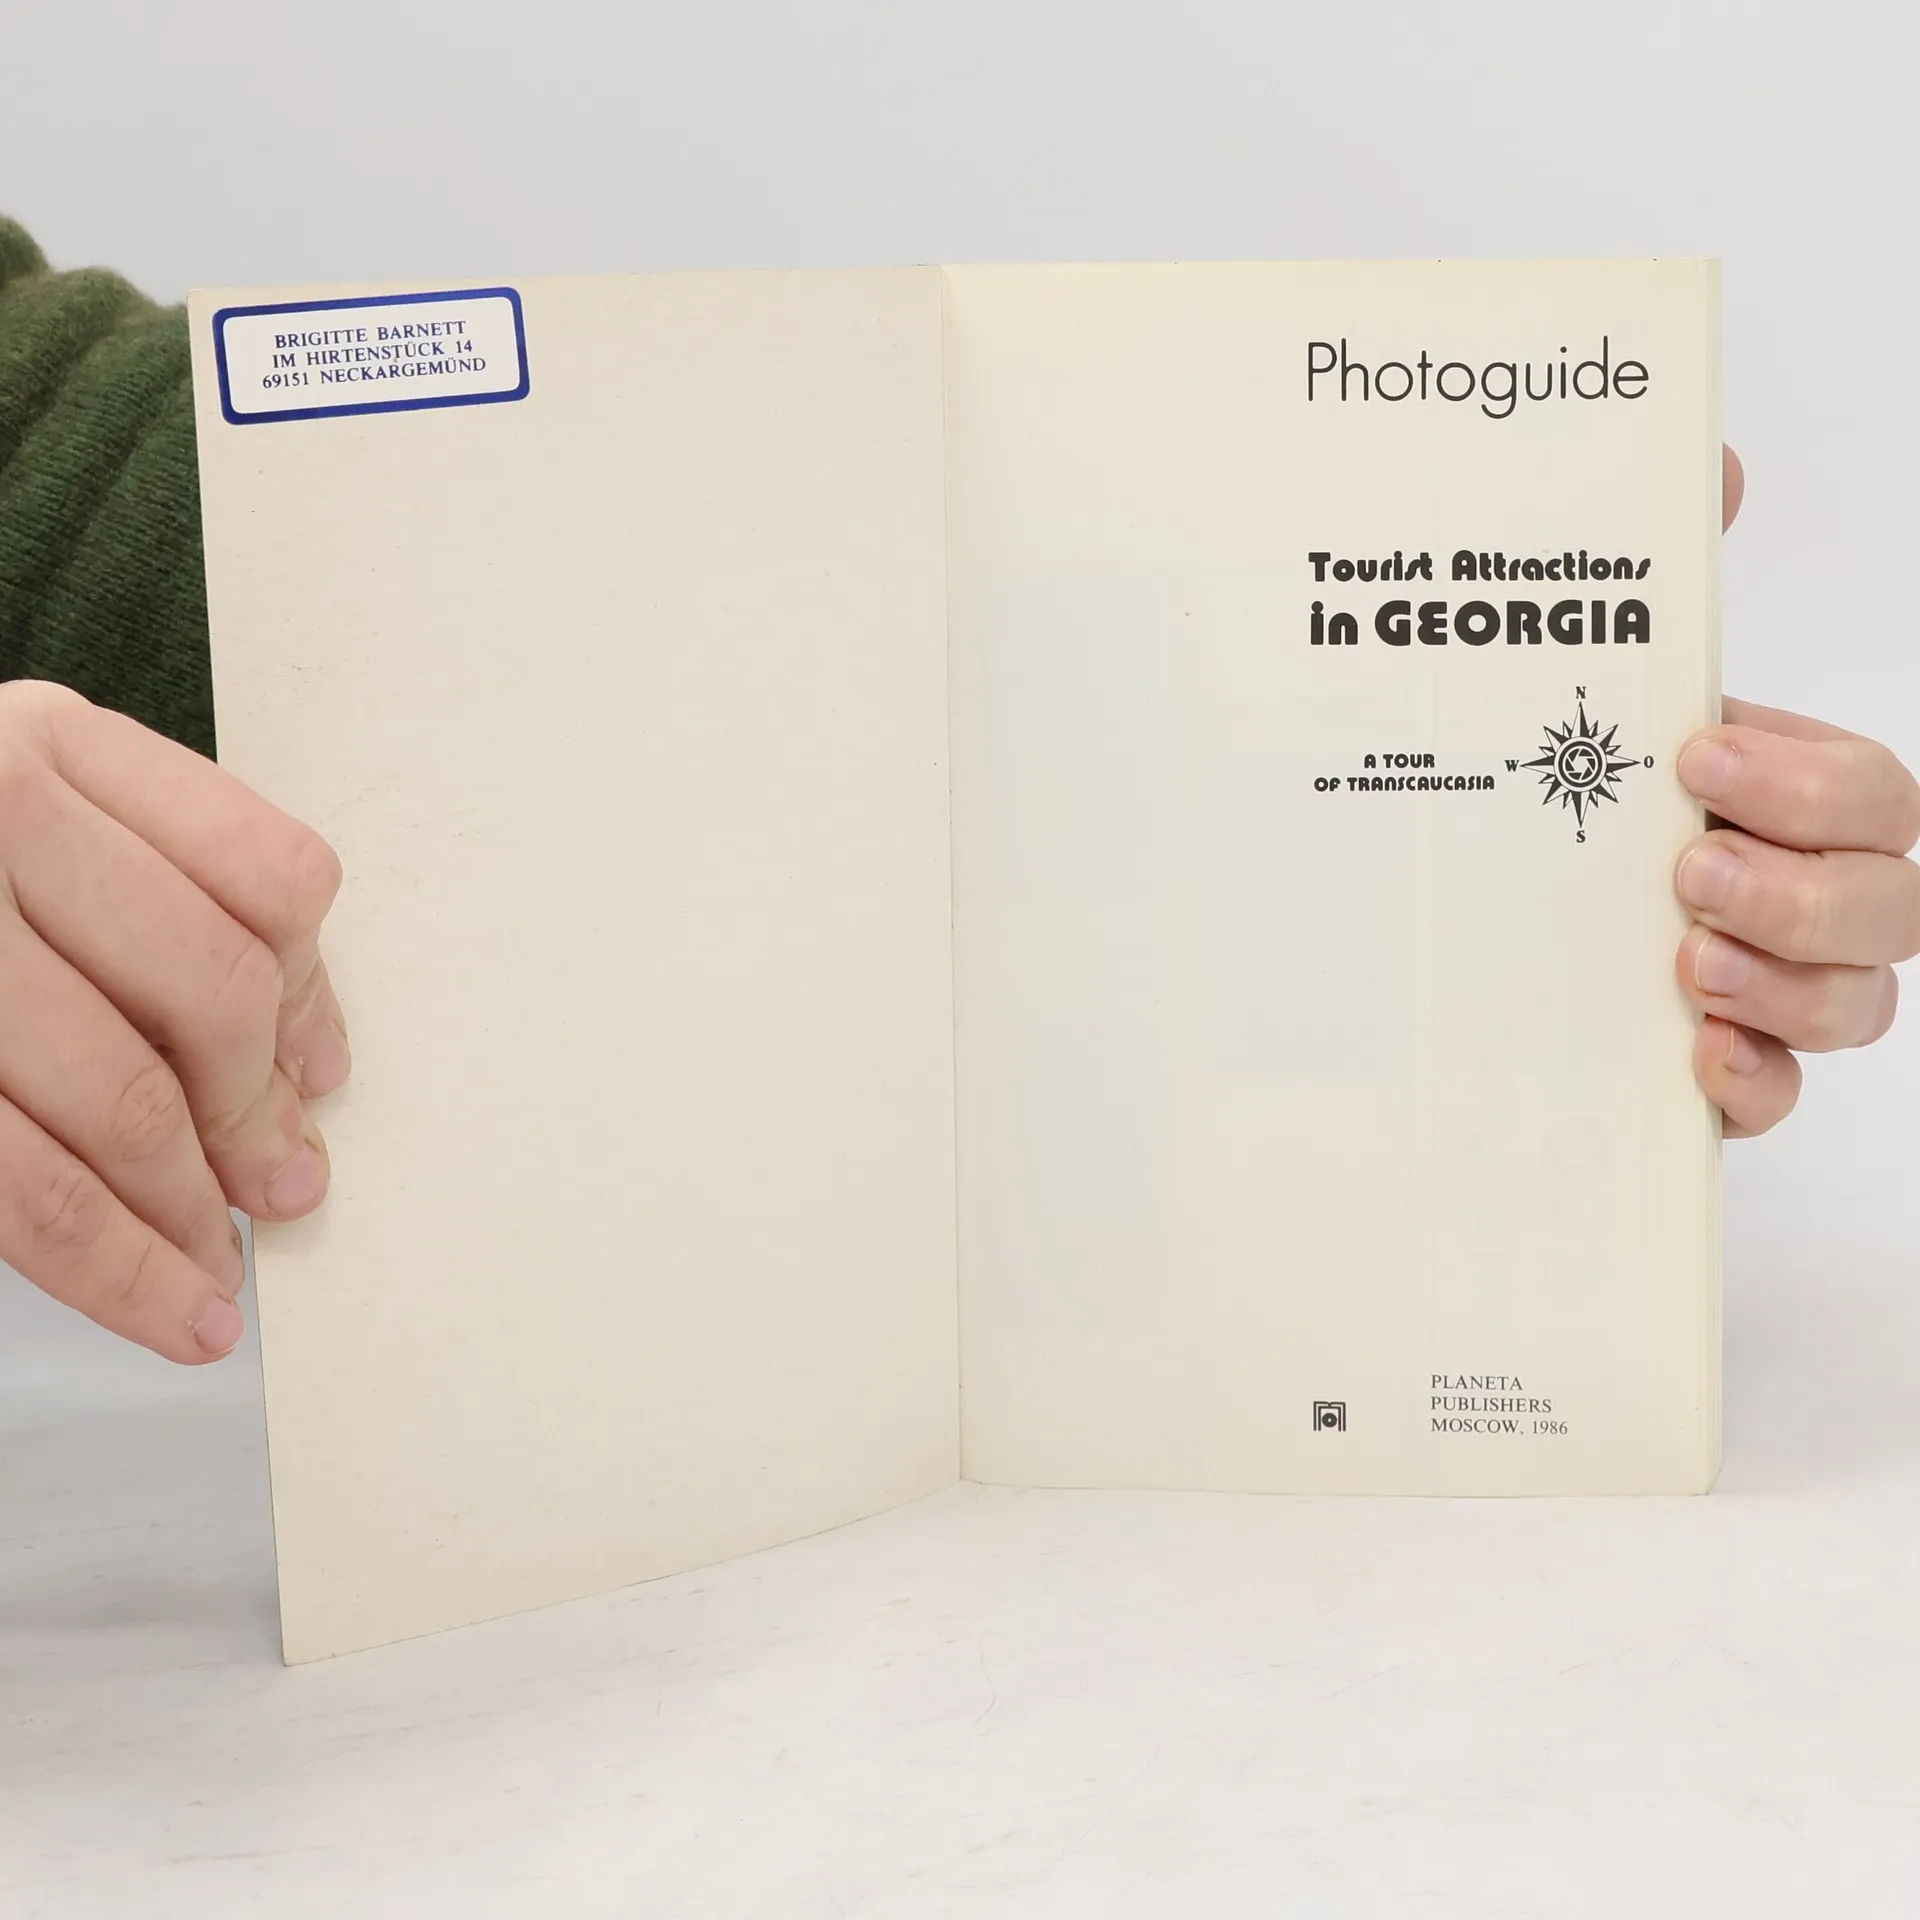 BRIGITTE BARNETT
IM HIRTENSTÜCK 14
69151 NECKARGEMÜND
Photoguide
Tourist Attractions
in GEORGIA
A TOUR
OF TRANSCAUCASIA
N
W
O
S
PLANETA
PUBLISHERS
MOSCOW, 1986